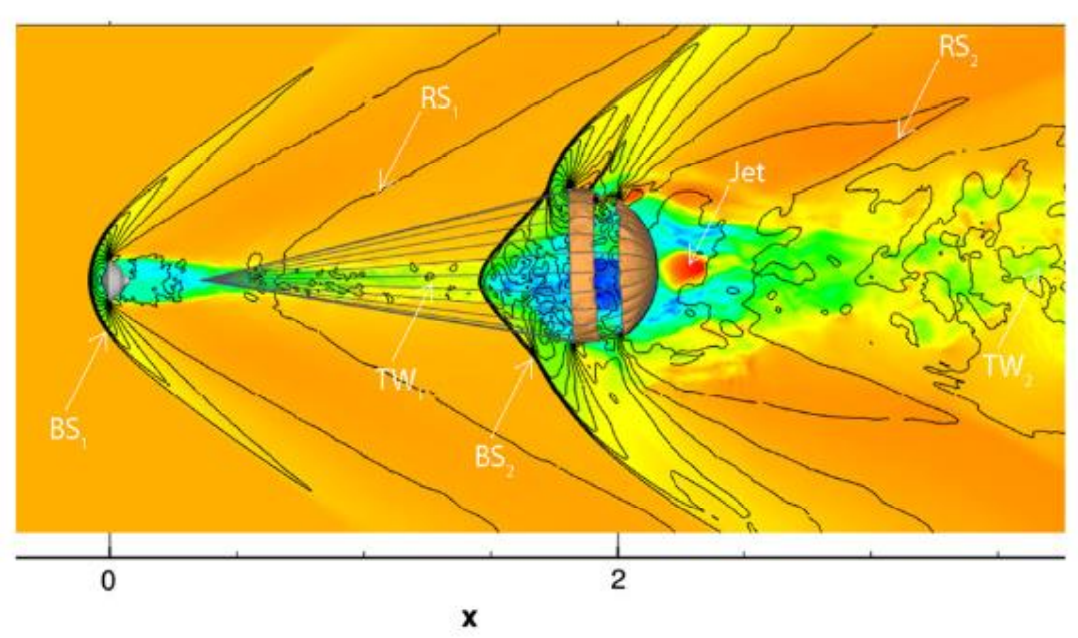 RS₂
RS₁
Jet
TW₁
TW₂
BS₁
BS₂
0 2
x